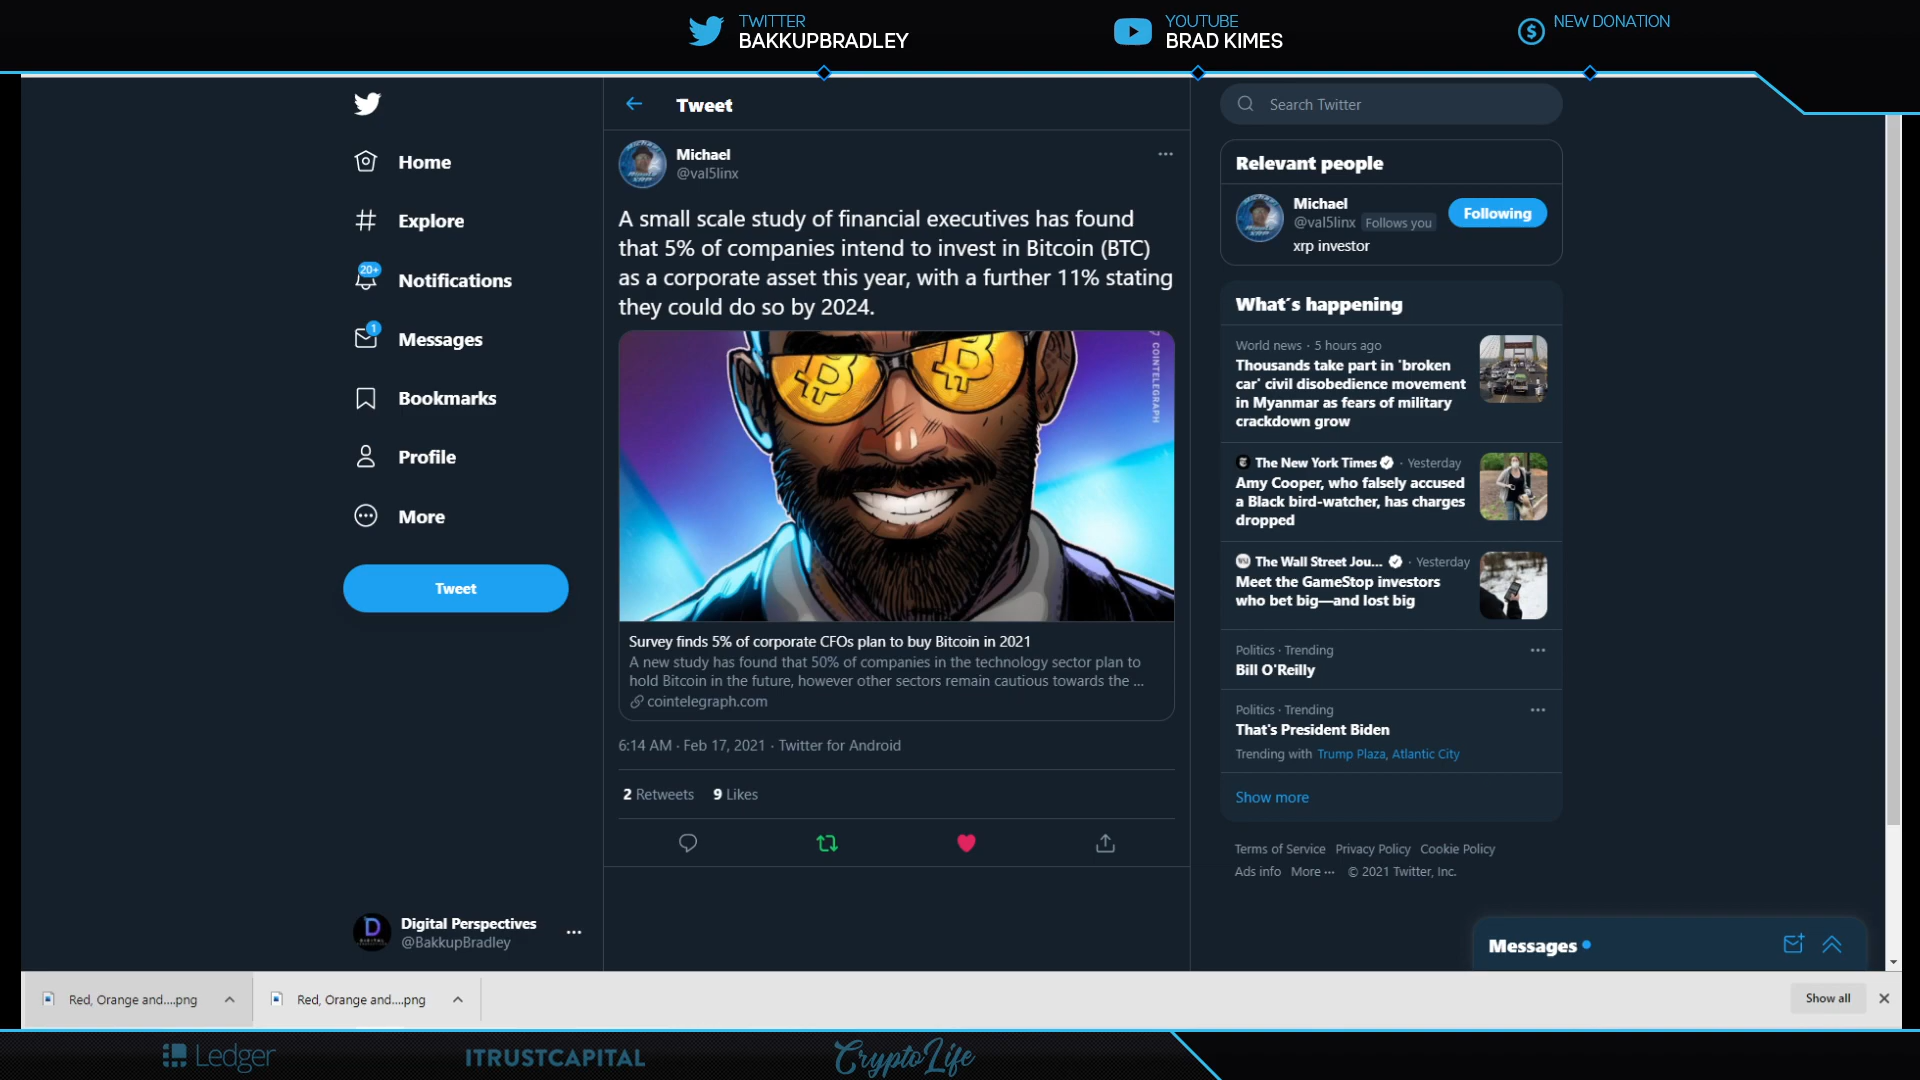 TWITTER
BAKKUPBRADLEY
YOUTUBE
BRAD KIMES
NEW DONATION
Home
Explore
20+
Notifications
1
Messages
Bookmarks
Profile
More
Tweet
Digital Perspectives
@BakkupBradley
Tweet
Michael
@val5linx
A small scale study of financial executives has found
that 5% of companies intend to invest in Bitcoin (BTC)
as a corporate asset this year, with a further 11% stating
they could do so by 2024.
COINTELEGRAPH
Survey finds 5% of corporate CFOs plan to buy Bitcoin in 2021
A new study has found that 50% of companies in the technology sector plan to
hold Bitcoin in the future, however other sectors remain cautious towards the ...
cointelegraph.com
6:14 AM · Feb 17, 2021 · Twitter for Android
2 Retweets 9 Likes
Search Twitter
Relevant people
Michael
@val5linx Follows you
Following
xrp investor
What's happening
World news · 5 hours ago
Thousands take part in 'broken
car' civil disobedience movement
in Myanmar as fears of military
crackdown grow
The New York Times · Yesterday
Amy Cooper, who falsely accused
a Black bird-watcher, has charges
dropped
The Wall Street Jou... · Yesterday
Meet the GameStop investors
who bet big—and lost big
Politics · Trending
Bill O'Reilly
Politics · Trending
That's President Biden
Trending with Trump Plaza, Atlantic City
Show more
Terms of Service Privacy Policy Cookie Policy
Ads info More ··· © 2021 Twitter, Inc.
Messages
Red, Orange and....png
Red, Orange and....png
Show all
Ledger
ITRUSTCAPITAL
CryptoLife